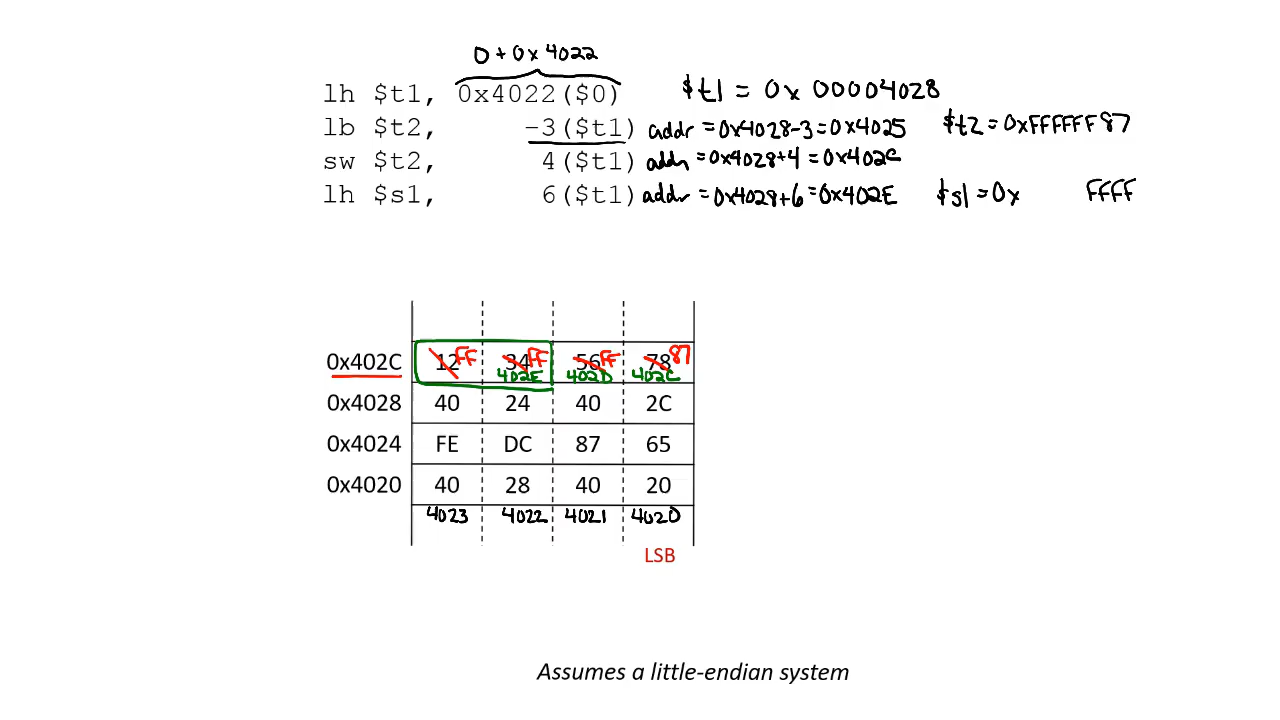 0 + 0x 4022
lh $t1, 0x4022($0) $t1 = 0x 00004028
lb $t2, -3($t1) addr = 0x4028-3 = 0x4025 $t2 = 0xFFFFFF87
sw $t2, 4($t1) addr = 0x4028+4 = 0x402C
lh $s1, 6($t1) addr = 0x4028+6 = 0x402E $s1 = 0x FFFF
0x402C 12 FF 34 FF 56 FF 78 87
402E 402D 402C
0x4028 40 24 40 2C
0x4024 FE DC 87 65
0x4020 40 28 40 20
4023 4022 4021 4020
LSB
Assumes a little-endian system